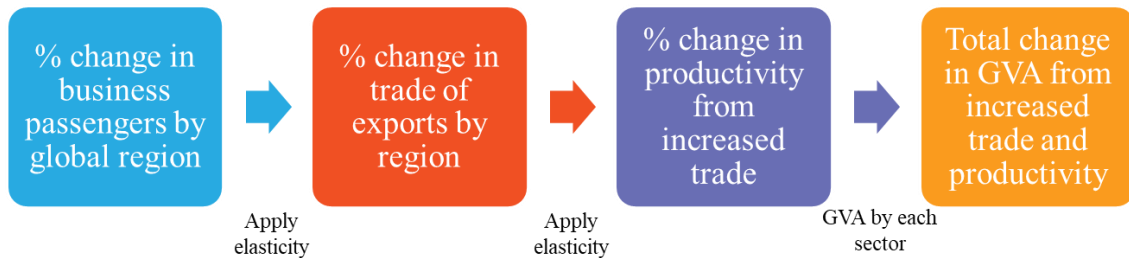 % change in
business
passengers by
global region
Apply
elasticity
% change in
trade of
exports by
region
Apply
elasticity
% change in
productivity
from
increased
trade
GVA by each
sector
Total change
in GVA from
increased
trade and
productivity